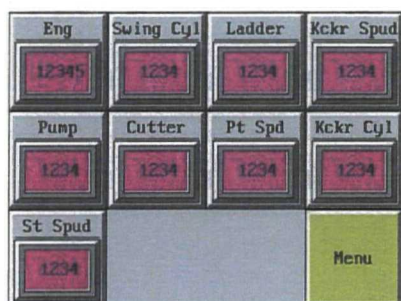 Eng Swing Cyl Ladder Kckr Spud
12345 1234 1234 1234
Pump Cutter Pt Spd Kckr Cyl
1234 1234 1234 1234
St Spud
1234 Menu